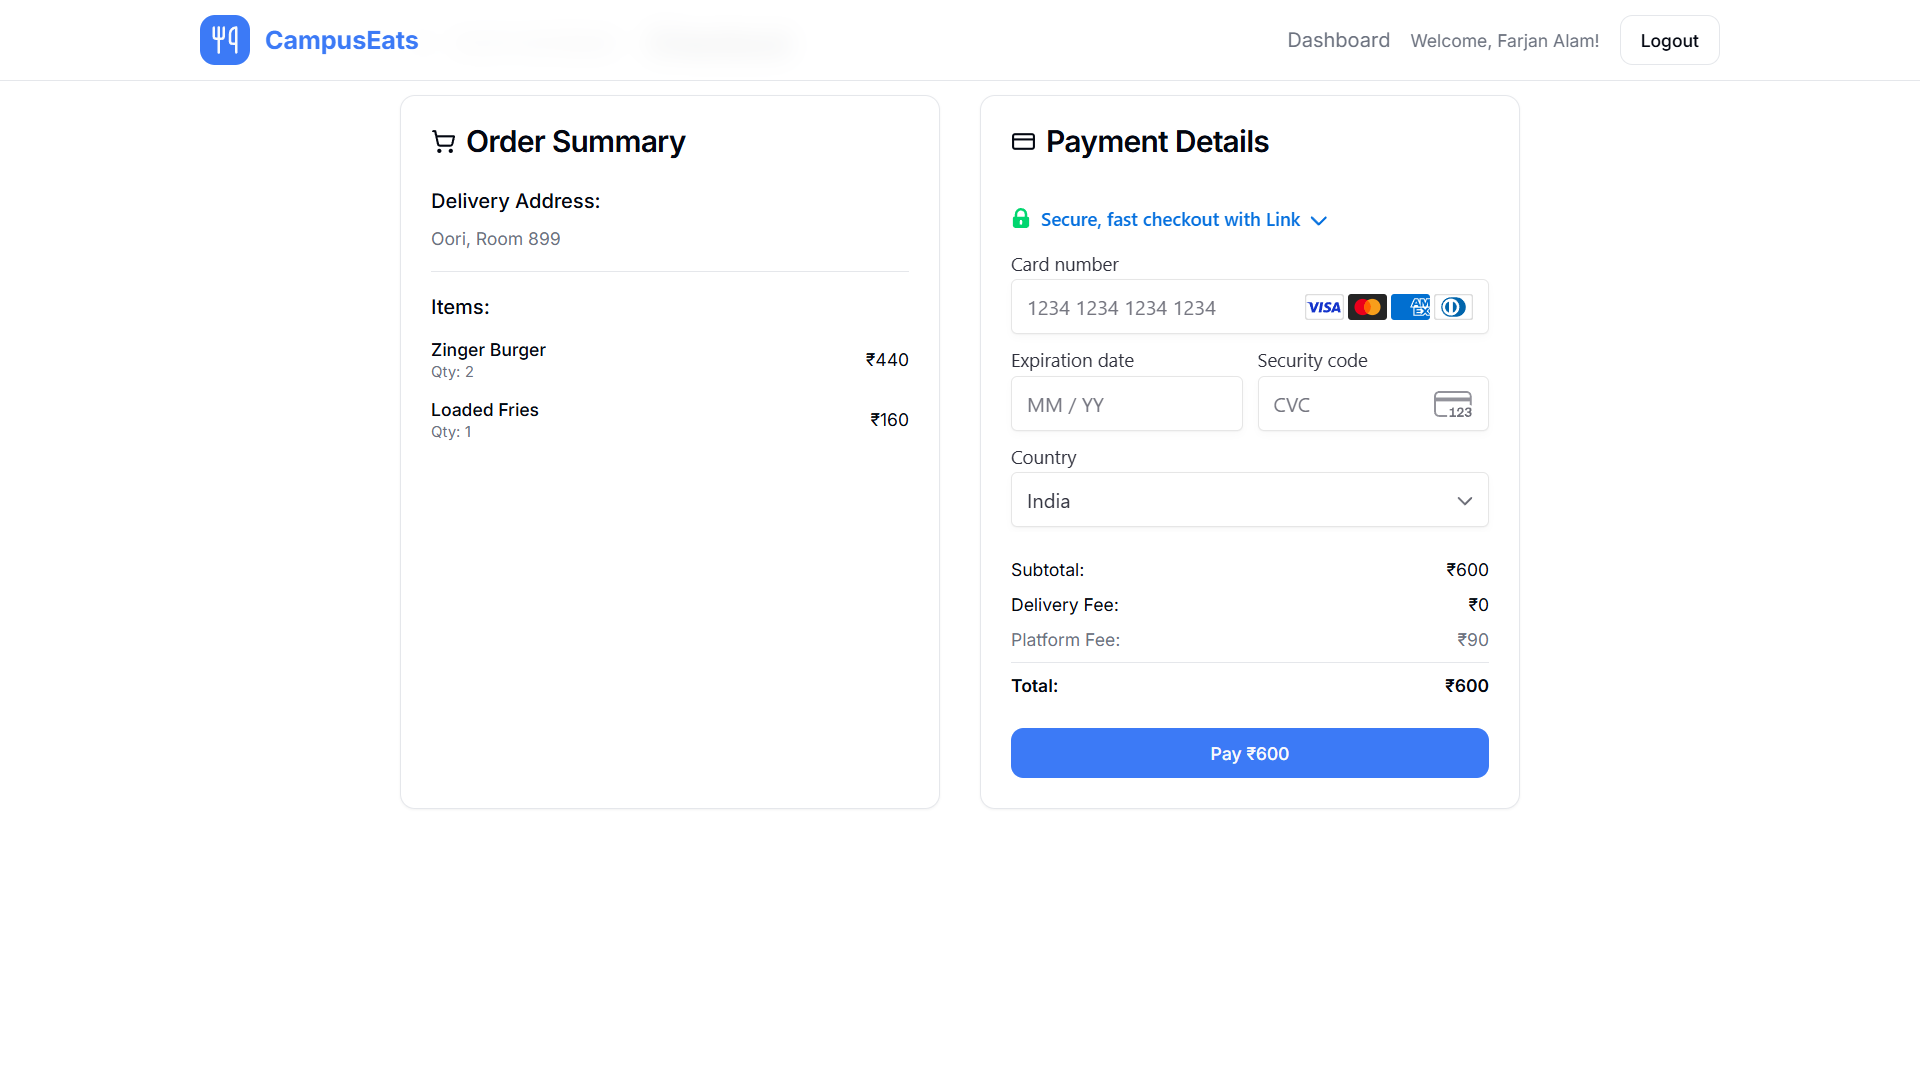 CampusEats
Dashboard
Welcome, Farjan Alam!
Logout
Order Summary
Delivery Address:
Oori, Room 899
Items:
Zinger Burger
₹440
Qty: 2
Loaded Fries
₹160
Qty: 1
Payment Details
Secure, fast checkout with Link
Card number
1234 1234 1234 1234
VISA
AM
EX
Expiration date
Security code
MM / YY
CVC
123
Country
India
Subtotal: ₹600
Delivery Fee: ₹0
Platform Fee: ₹90
Total: ₹600
Pay ₹600